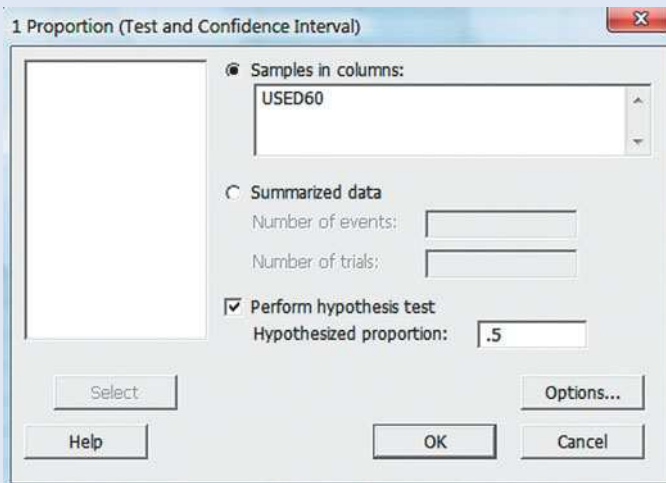 1 Proportion (Test and Confidence Interval)
Samples in columns:
USED60
Summarized data
Number of events:
Number of trials:
Perform hypothesis test
Hypothesized proportion: .5
Select
Options...
Help
OK
Cancel